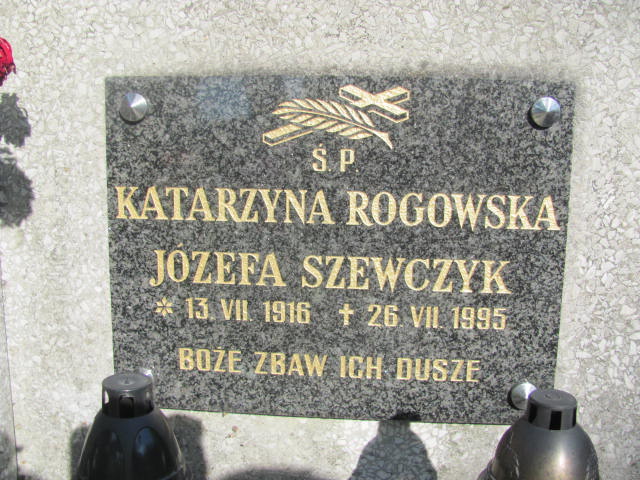 Ś. P.
KATARZYNA ROGOWSKA
JÓZEFA SZEWCZYK
* 13. VII. 1916 † 26. VII. 1995
BOŻE ZBAW ICH DUSZE